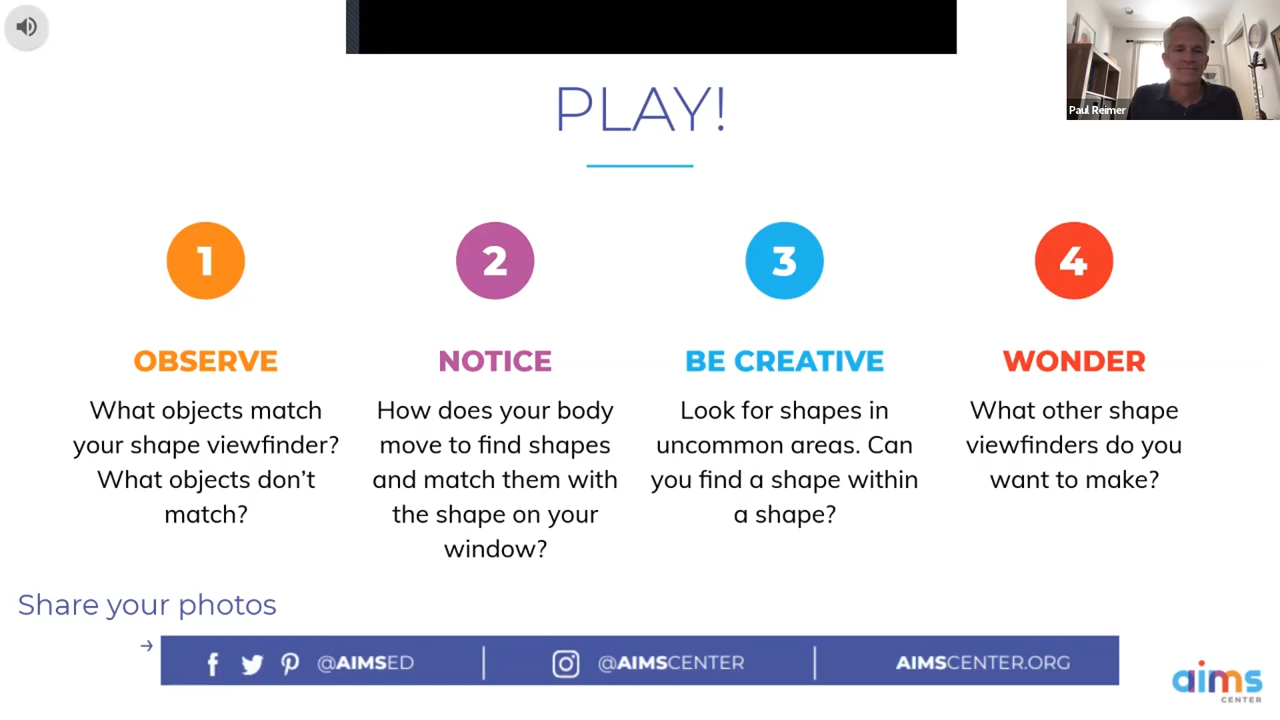 Paul Reimer
PLAY!
1
2
3
4
OBSERVE
What objects match
your shape viewfinder?
What objects don't
match?
NOTICE
How does your body
move to find shapes
and match them with
the shape on your
window?
BE CREATIVE
Look for shapes in
uncommon areas. Can
you find a shape within
a shape?
WONDER
What other shape
viewfinders do you
want to make?
Share your photos
→
@AIMSED
@AIMSCENTER
AIMSCENTER.ORG
aims
CENTER